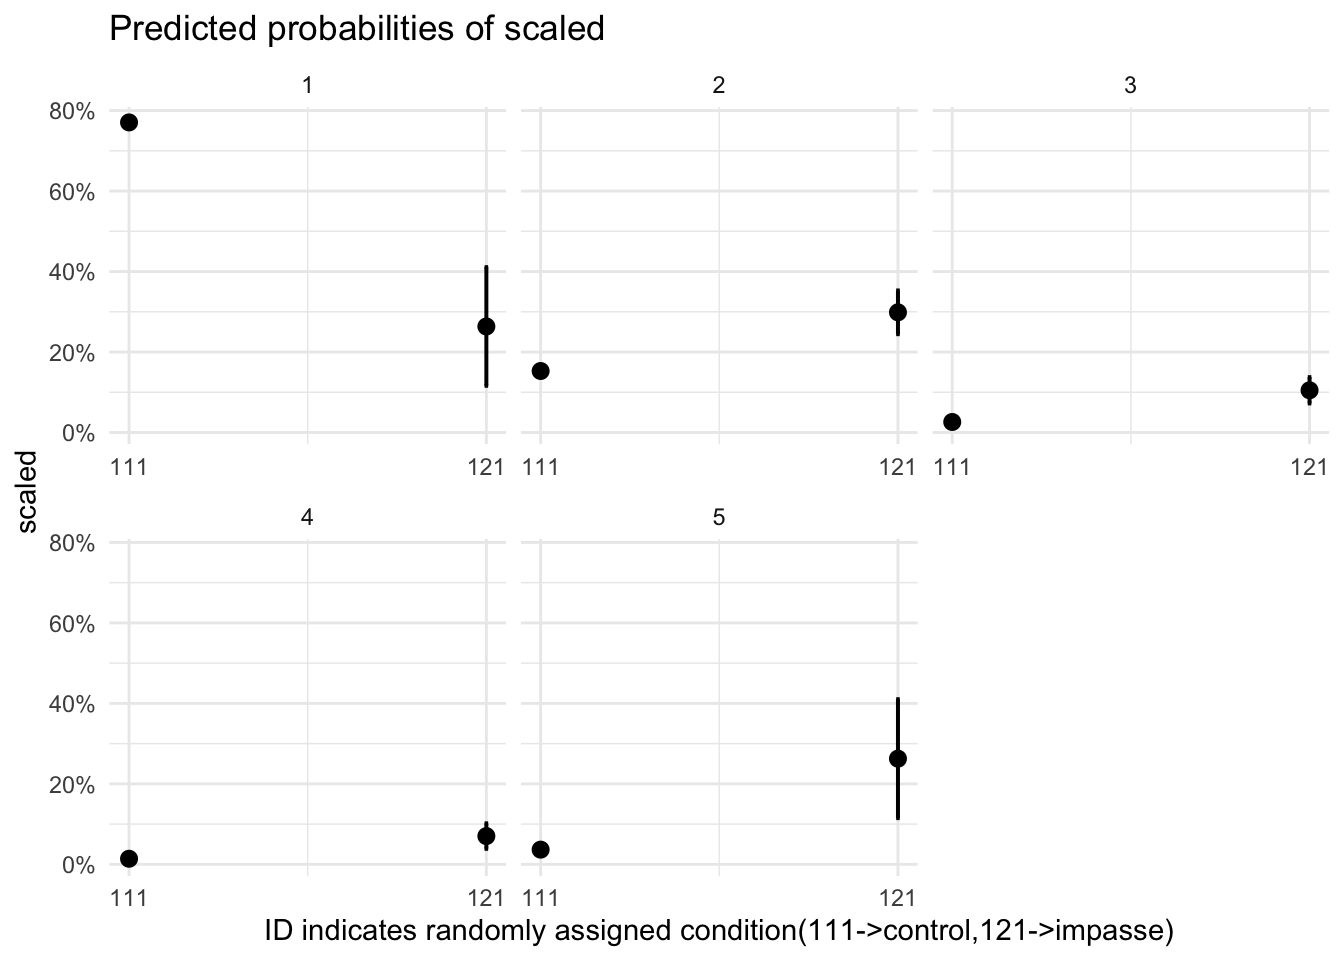 Predicted probabilities of scaled
1 2 3
80%
60%
40%
20%
0%
111 121 111 121 111 121
scaled
4 5
80%
60%
40%
20%
0%
111 121 111 121
ID indicates randomly assigned condition(111->control,121->impasse)